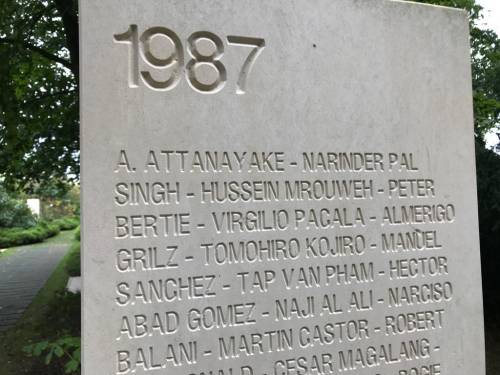 1987
A. ATTANAYAKE - NARINDER PAL
SINGH - HUSSEIN MROUWEH - PETER
BERTIE - VIRGILIO PACALA - ALMERIGO
GRILZ - TOMOHIRO KOJIRO - MANUEL
SANCHEZ - TAP VAN PHAM - HECTOR
ABAD GOMEZ - NAJI AL ALI - NARCISO
BALANI - MARTIN CASTOR - ROBERT
CESAR MAGALANG -